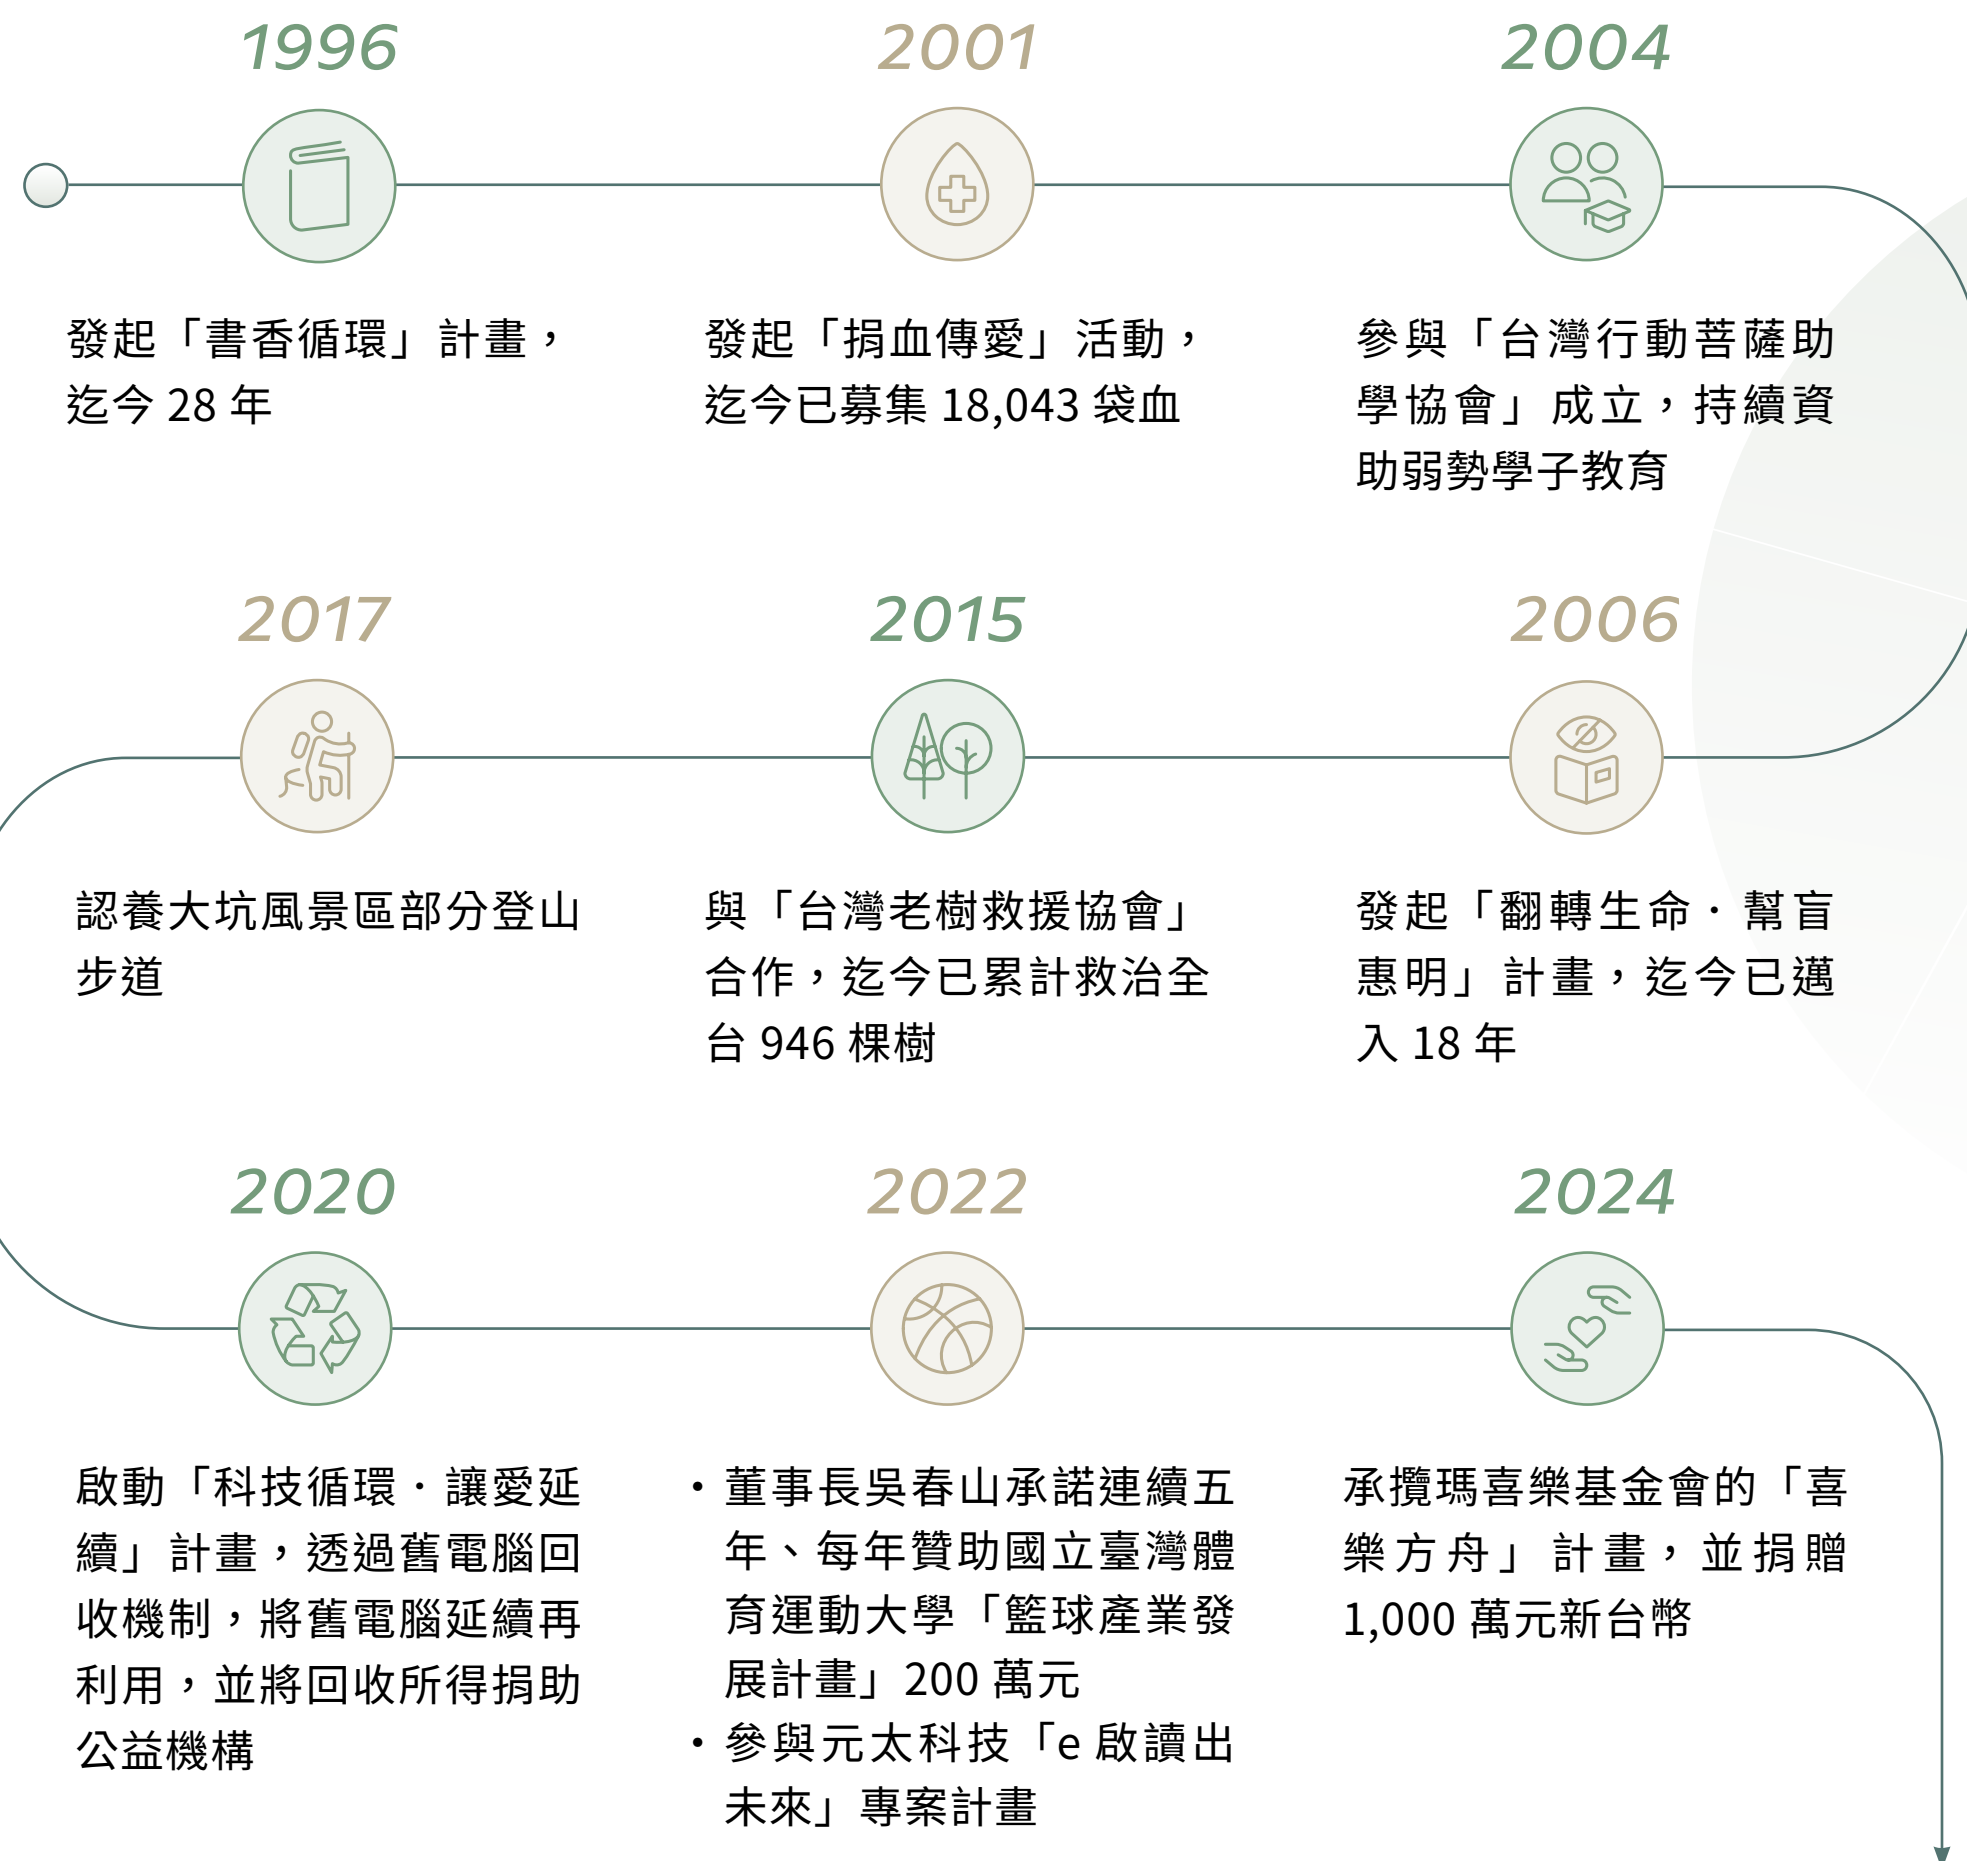 1996
發起「書香循環」計畫，
迄今 28 年
2001
發起「捐血傳愛」活動，
迄今已募集 18,043 袋血
2004
參與「台灣行動菩薩助
學協會」成立，持續資
助弱勢學子教育
2006
發起「翻轉生命．幫盲
惠明」計畫，迄今已邁
入 18 年
2015
與「台灣老樹救援協會」
合作，迄今已累計救治全
台 946 棵樹
2017
認養大坑風景區部分登山
步道
2020
啟動「科技循環．讓愛延
續」計畫，透過舊電腦回
收機制，將舊電腦延續再
利用，並將回收所得捐助
公益機構
2022
・董事長吳春山承諾連續五
年、每年贊助國立臺灣體
育運動大學「籃球產業發
展計畫」200 萬元
・參與元太科技「e 啟讀出
未來」專案計畫
2024
承攬瑪喜樂基金會的「喜
樂方舟」計畫，並捐贈
1,000 萬元新台幣